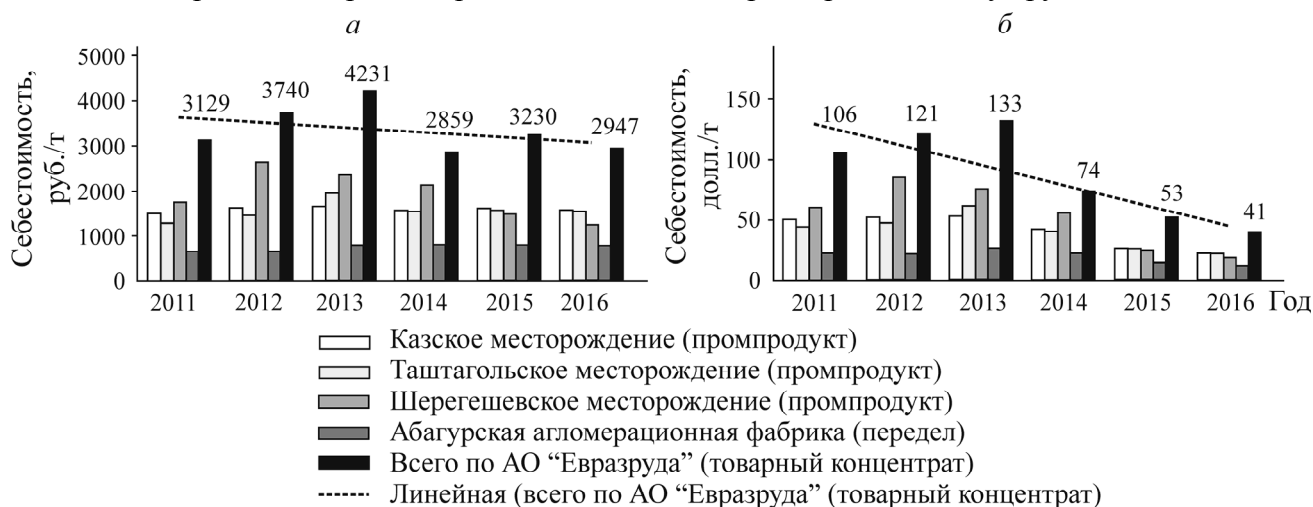 а
Себестоимость,
руб./т
5000
4000
3000
2000
1000
0
3129
3740
4231
2859
3230
2947
2011 2012 2013 2014 2015 2016
б
Себестоимость,
долл./т
150
100
50
0
106
121
133
74
53
41
2011 2012 2013 2014 2015 2016 Год
Казское месторождение (промпродукт)
Таштагольское месторождение (промпродукт)
Шерегешевское месторождение (промпродукт)
Абагурская агломерационная фабрика (передел)
Всего по АО “Евразруда” (товарный концентрат)
Линейная (всего по АО “Евразруда” (товарный концентрат)